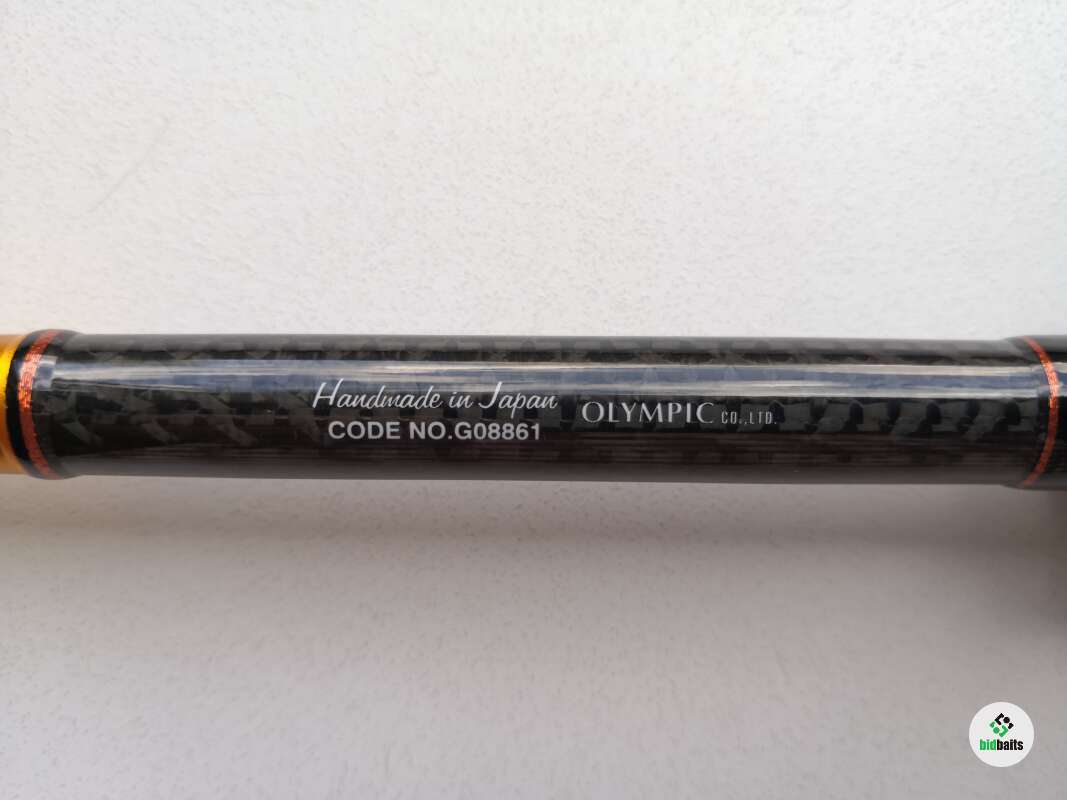 Handmade in Japan
CODE NO.G08861
OLYMPIC CO.,LTD.
bidbaits